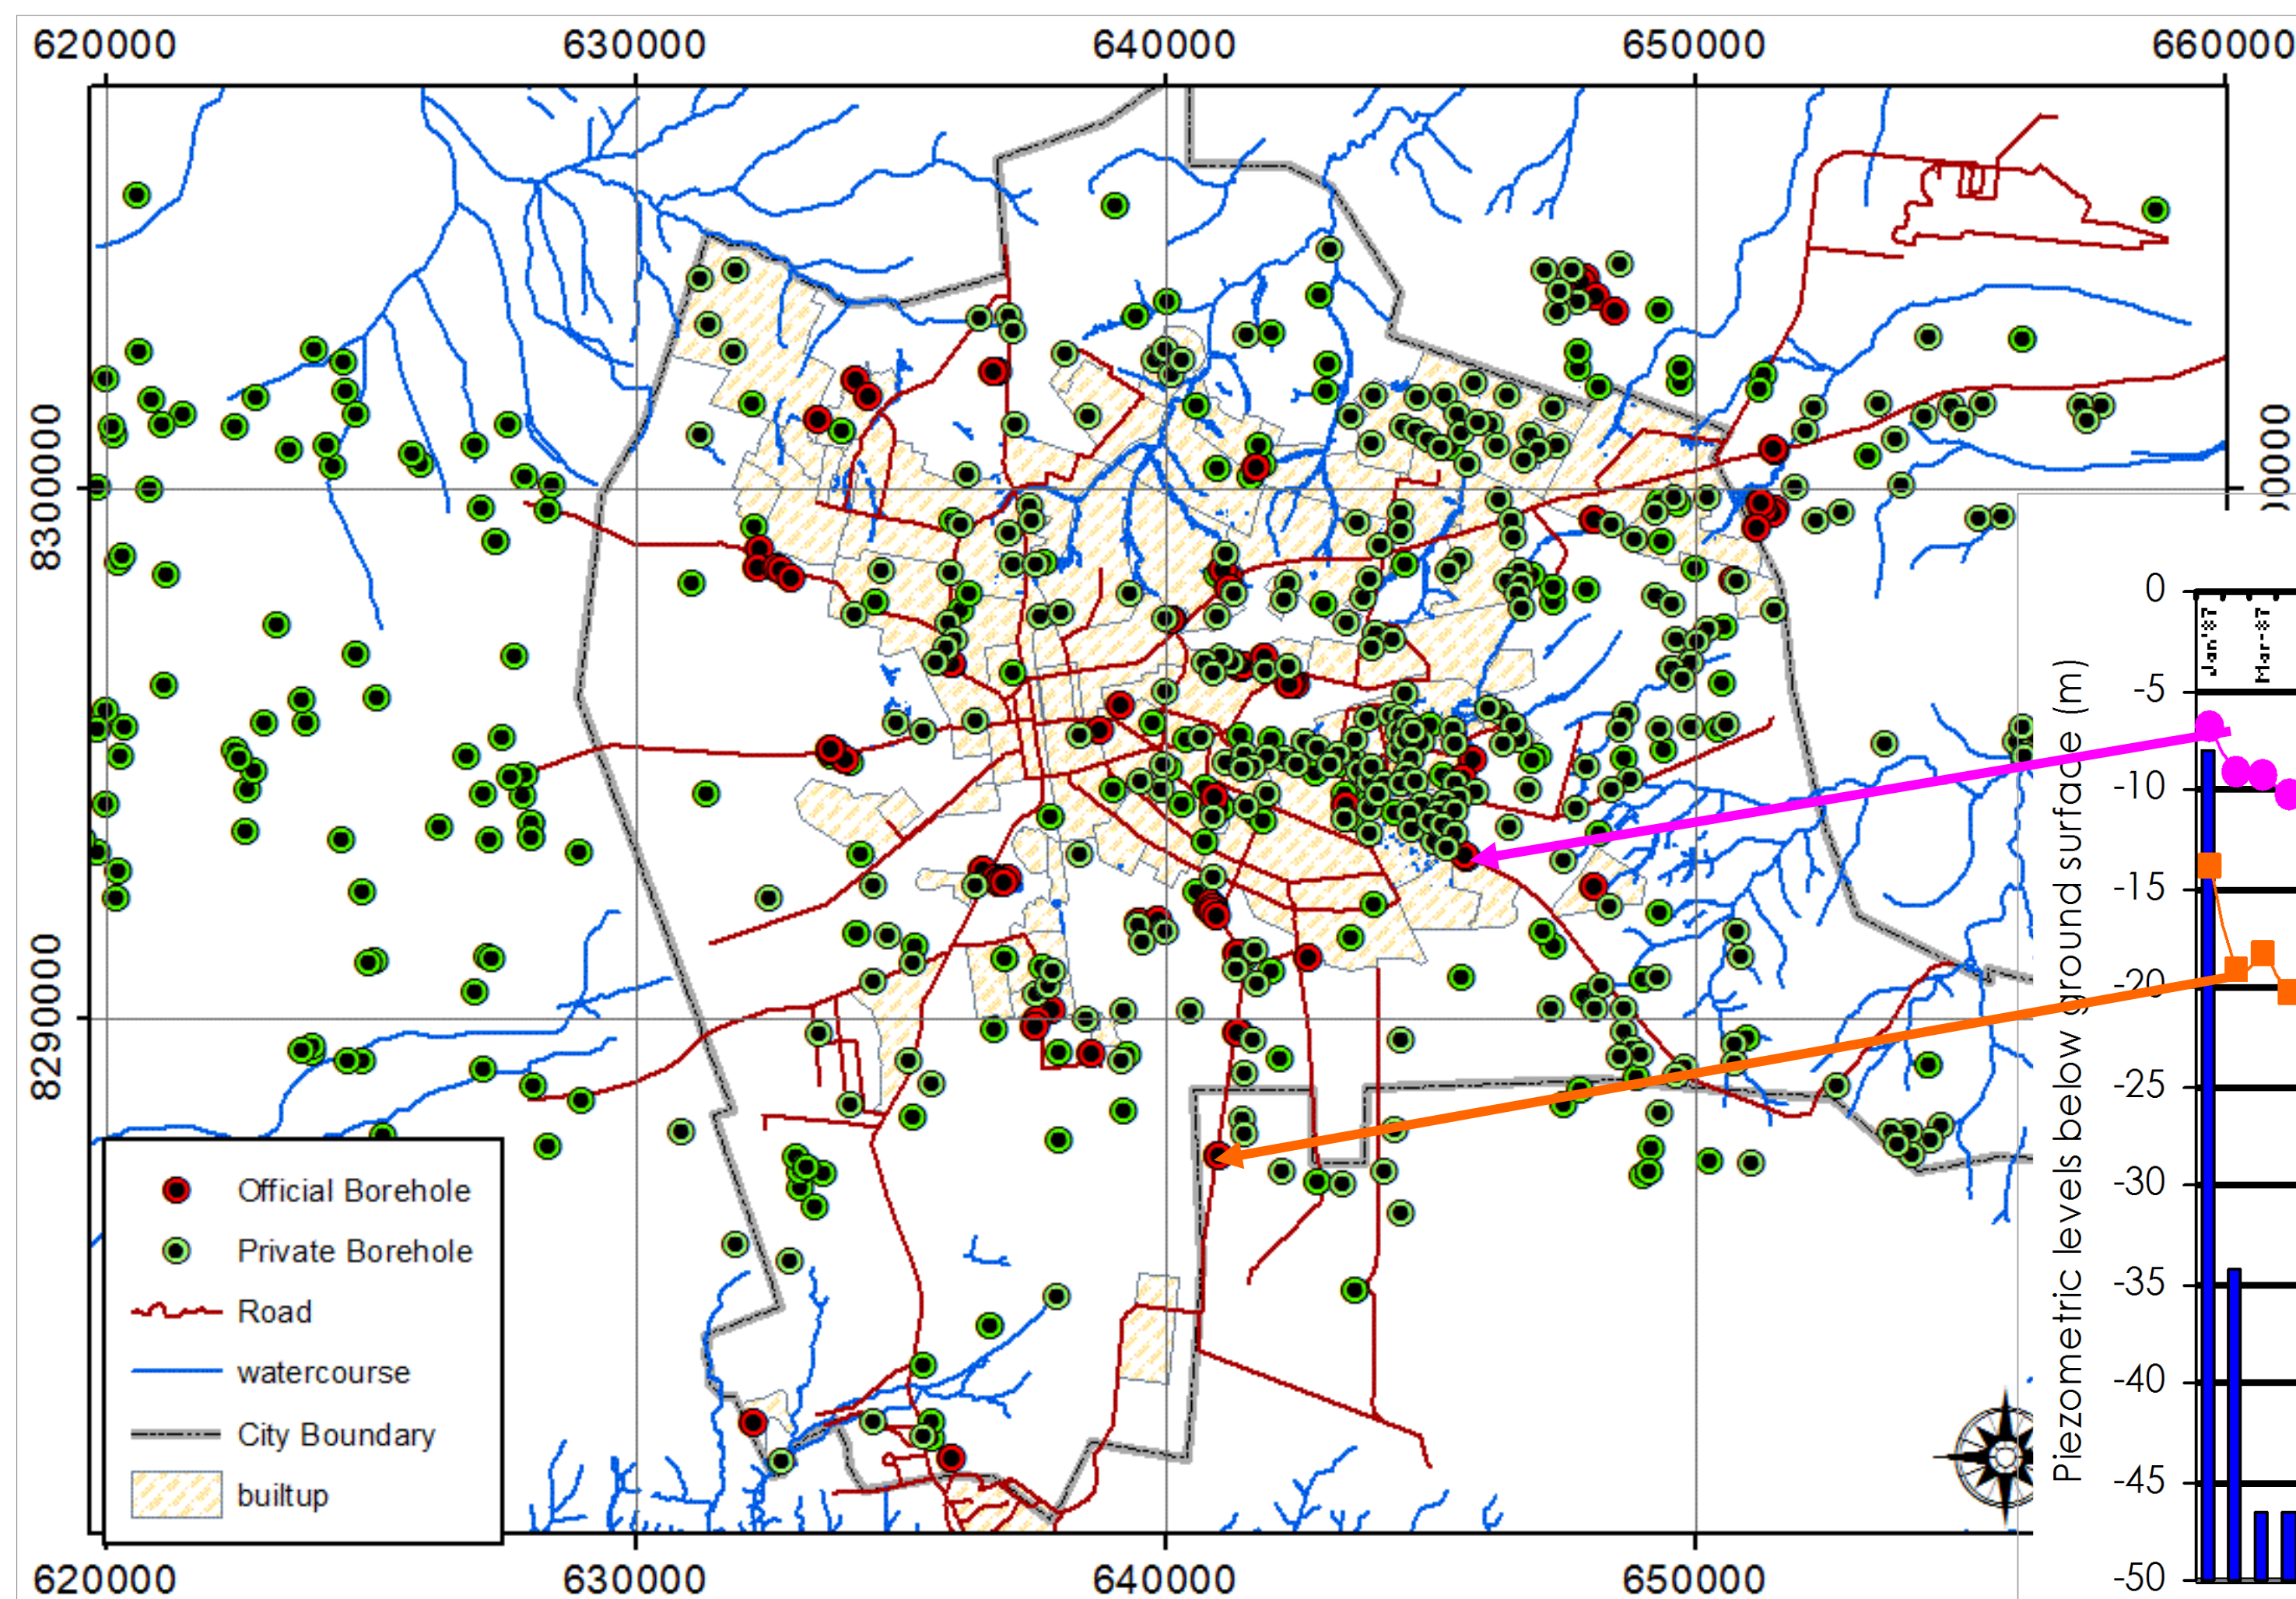 620000 630000 640000 650000 660000
8300000
8290000
00000
Official Borehole
Private Borehole
Road
watercourse
City Boundary
builtup
620000 630000 640000 650000
Piezometric levels below ground surface (m)
Jan'87
Mar-87
0
-5
-10
-15
-20
-25
-30
-35
-40
-45
-50